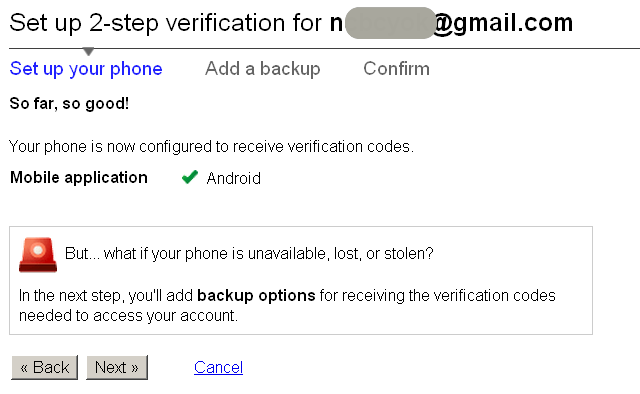 Set up 2-step verification for n @gmail.com
Set up your phone Add a backup Confirm
So far, so good!
Your phone is now configured to receive verification codes.
Mobile application Android
But... what if your phone is unavailable, lost, or stolen?
In the next step, you'll add backup options for receiving the verification codes
needed to access your account.
« Back Next » Cancel